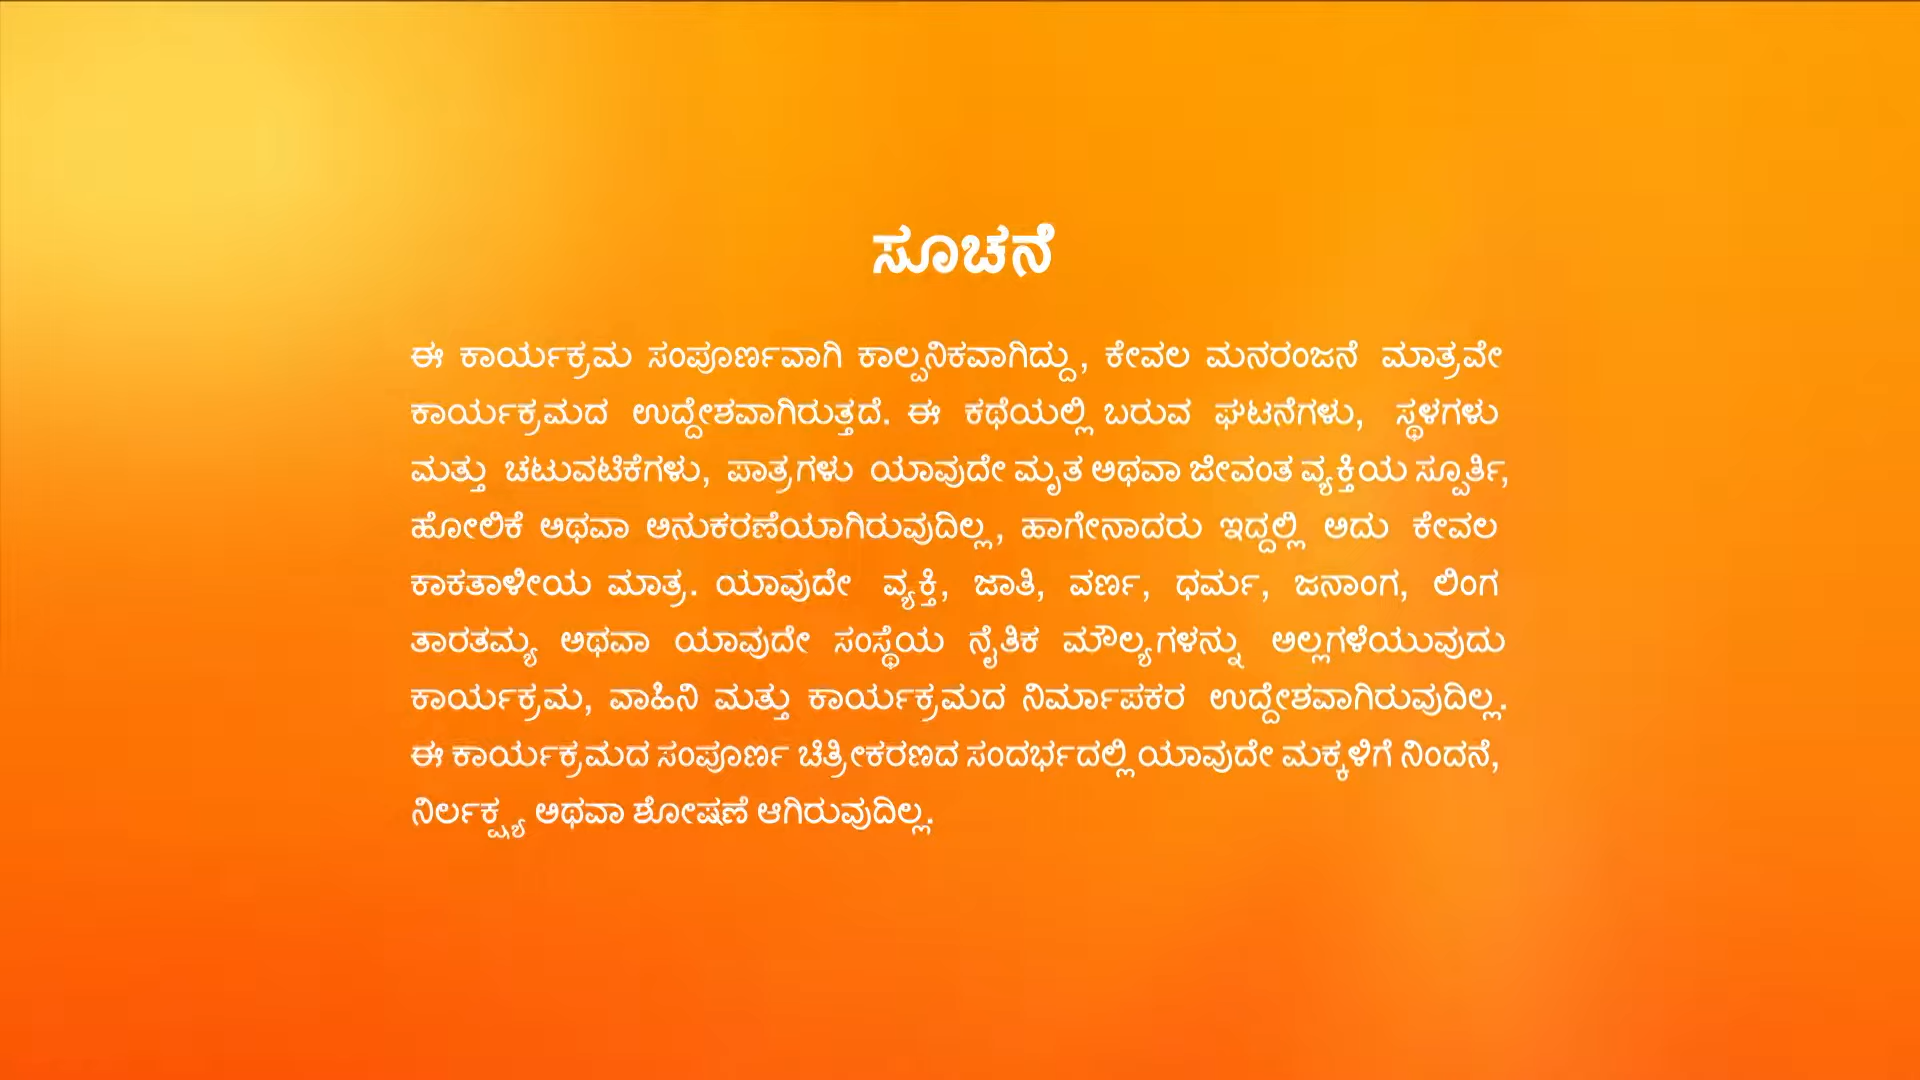 ಸೂಚನೆ
ಈ ಕಾರ್ಯಕ್ರಮ ಸಂಪೂರ್ಣವಾಗಿ ಕಾಲ್ಪನಿಕವಾಗಿದ್ದು, ಕೇವಲ ಮನರಂಜನೆ ಮಾತ್ರವೇ
ಕಾರ್ಯಕ್ರಮದ ಉದ್ದೇಶವಾಗಿರುತ್ತದೆ. ಈ ಕಥೆಯಲ್ಲಿ ಬರುವ ಘಟನೆಗಳು, ಸ್ಥಳಗಳು
ಮತ್ತು ಚಟುವಟಿಕೆಗಳು, ಪಾತ್ರಗಳು ಯಾವುದೇ ಮೃತ ಅಥವಾ ಜೀವಂತ ವ್ಯಕ್ತಿಯ ಸ್ಪೂರ್ತಿ,
ಹೋಲಿಕೆ ಅಥವಾ ಅನುಕರಣೆಯಾಗಿರುವುದಿಲ್ಲ, ಹಾಗೇನಾದರು ಇದ್ದಲ್ಲಿ ಅದು ಕೇವಲ
ಕಾಕತಾಳೀಯ ಮಾತ್ರ. ಯಾವುದೇ ವ್ಯಕ್ತಿ, ಜಾತಿ, ವರ್ಣ, ಧರ್ಮ, ಜನಾಂಗ, ಲಿಂಗ
ತಾರತಮ್ಯ ಅಥವಾ ಯಾವುದೇ ಸಂಸ್ಥೆಯ ನೈತಿಕ ಮೌಲ್ಯಗಳನ್ನು ಅಲ್ಲಗಳೆಯುವುದು
ಕಾರ್ಯಕ್ರಮ, ವಾಹಿನಿ ಮತ್ತು ಕಾರ್ಯಕ್ರಮದ ನಿರ್ಮಾಪಕರ ಉದ್ದೇಶವಾಗಿರುವುದಿಲ್ಲ.
ಈ ಕಾರ್ಯಕ್ರಮದ ಸಂಪೂರ್ಣ ಚಿತ್ರೀಕರಣದ ಸಂದರ್ಭದಲ್ಲಿ ಯಾವುದೇ ಮಕ್ಕಳಿಗೆ ನಿಂದನೆ,
ನಿರ್ಲಕ್ಷ್ಯ ಅಥವಾ ಶೋಷಣೆ ಆಗಿರುವುದಿಲ್ಲ.